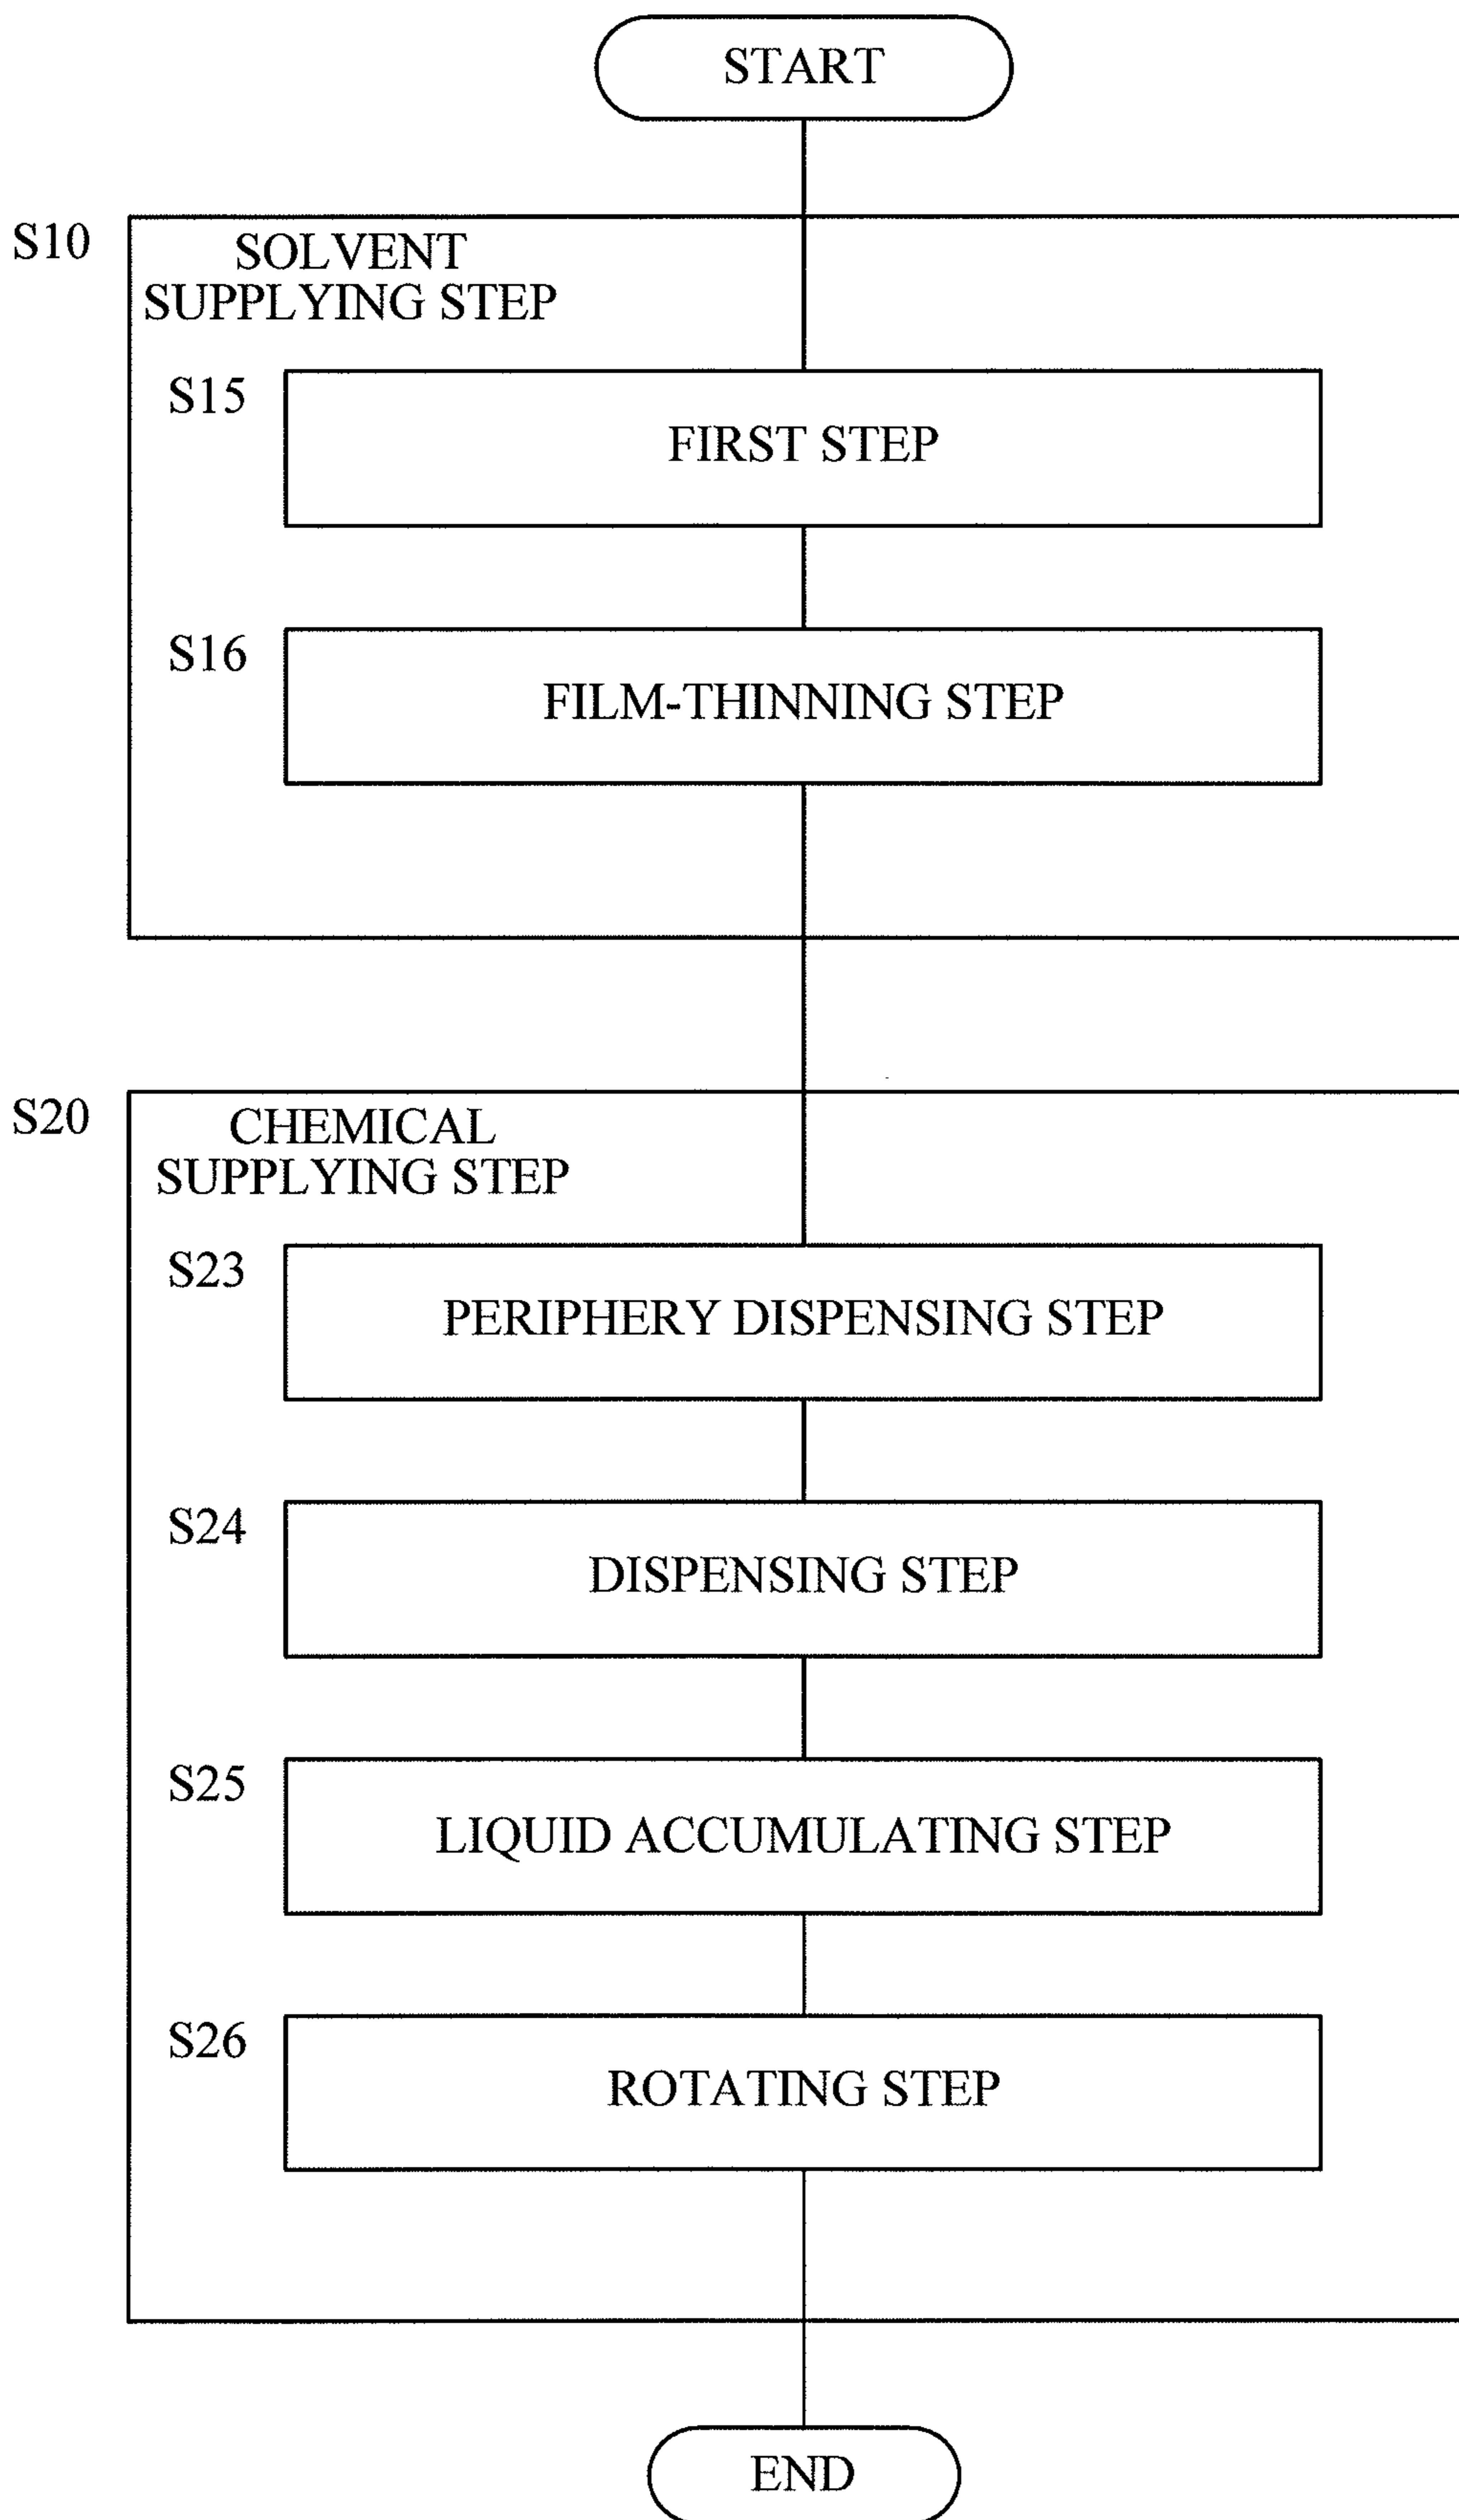 START
S10
SOLVENT
SUPPLYING STEP
S15
FIRST STEP
S16
FILM-THINNING STEP
S20
CHEMICAL
SUPPLYING STEP
S23
PERIPHERY DISPENSING STEP
S24
DISPENSING STEP
S25
LIQUID ACCUMULATING STEP
S26
ROTATING STEP
END